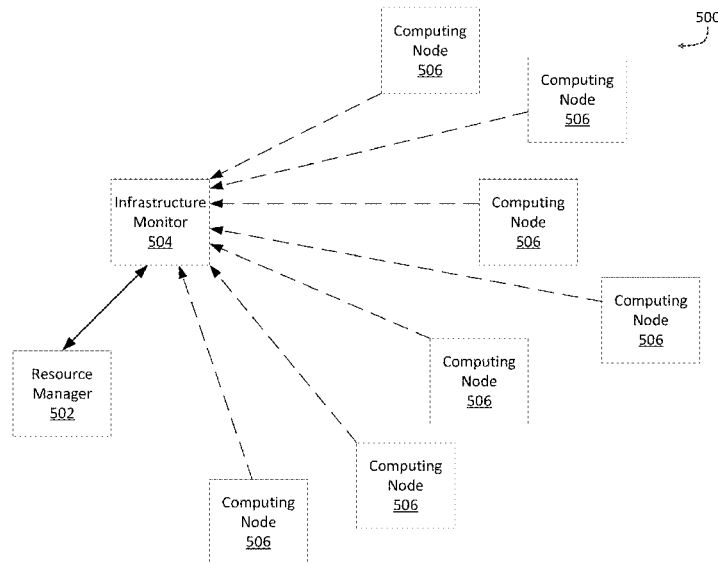 500
Computing
Node
506
Computing
Node
506
Infrastructure
Monitor
504
Computing
Node
506
Computing
Node
506
Resource
Manager
502
Computing
Node
506
Computing
Node
506
Computing
Node
506